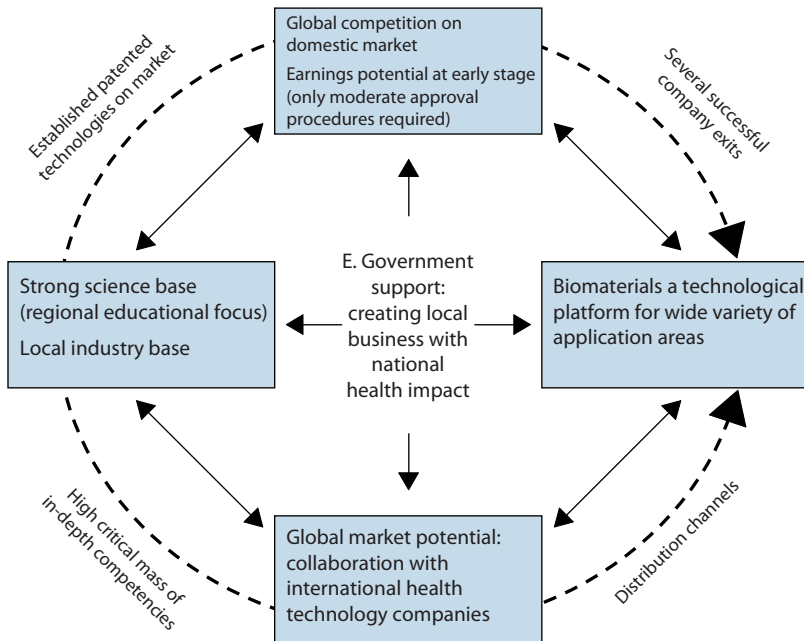 Global competition on
domestic market
Earnings potential at early stage
(only moderate approval
procedures required)
Established patented
technologies on market
Several successful
company exits
Strong science base
(regional educational focus)
Local industry base
E. Government
support:
creating local
business with
national
health impact
Biomaterials a technological
platform for wide variety of
application areas
High critical mass of
in-depth competencies
Global market potential:
collaboration with
international health
technology companies
Distribution channels